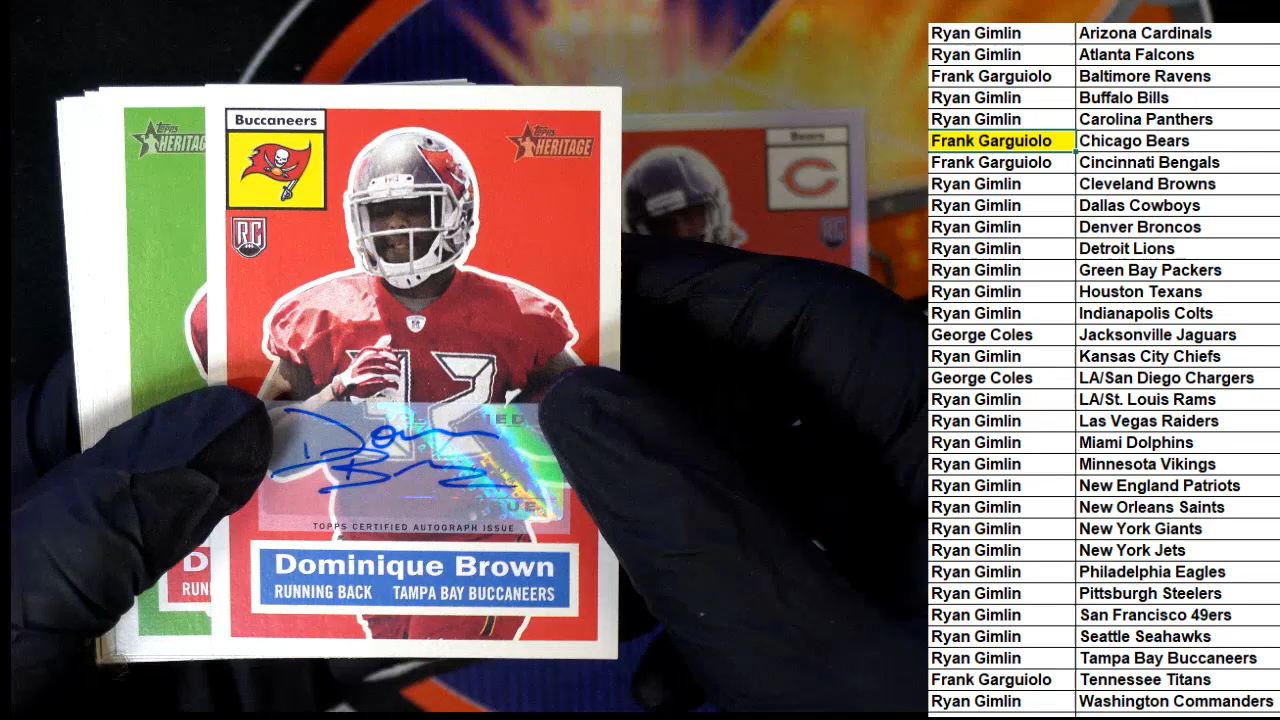 Buccaneers
Topps
HERITAGE
RC
12
ED
UE
TOPPS CERTIFIED AUTOGRAPH ISSUE
Dominique Brown
RUNNING BACK TAMPA BAY BUCCANEERS
Topps
HERITAGE
D
RUN
Bears
RC
Ryan Gimlin Arizona Cardinals
Ryan Gimlin Atlanta Falcons
Frank Garguiolo Baltimore Ravens
Ryan Gimlin Buffalo Bills
Ryan Gimlin Carolina Panthers
Frank Garguiolo Chicago Bears
Frank Garguiolo Cincinnati Bengals
Ryan Gimlin Cleveland Browns
Ryan Gimlin Dallas Cowboys
Ryan Gimlin Denver Broncos
Ryan Gimlin Detroit Lions
Ryan Gimlin Green Bay Packers
Ryan Gimlin Houston Texans
Ryan Gimlin Indianapolis Colts
George Coles Jacksonville Jaguars
Ryan Gimlin Kansas City Chiefs
George Coles LA/San Diego Chargers
Ryan Gimlin LA/St. Louis Rams
Ryan Gimlin Las Vegas Raiders
Ryan Gimlin Miami Dolphins
Ryan Gimlin Minnesota Vikings
Ryan Gimlin New England Patriots
Ryan Gimlin New Orleans Saints
Ryan Gimlin New York Giants
Ryan Gimlin New York Jets
Ryan Gimlin Philadelphia Eagles
Ryan Gimlin Pittsburgh Steelers
Ryan Gimlin San Francisco 49ers
Ryan Gimlin Seattle Seahawks
Ryan Gimlin Tampa Bay Buccaneers
Frank Garguiolo Tennessee Titans
Ryan Gimlin Washington Commanders